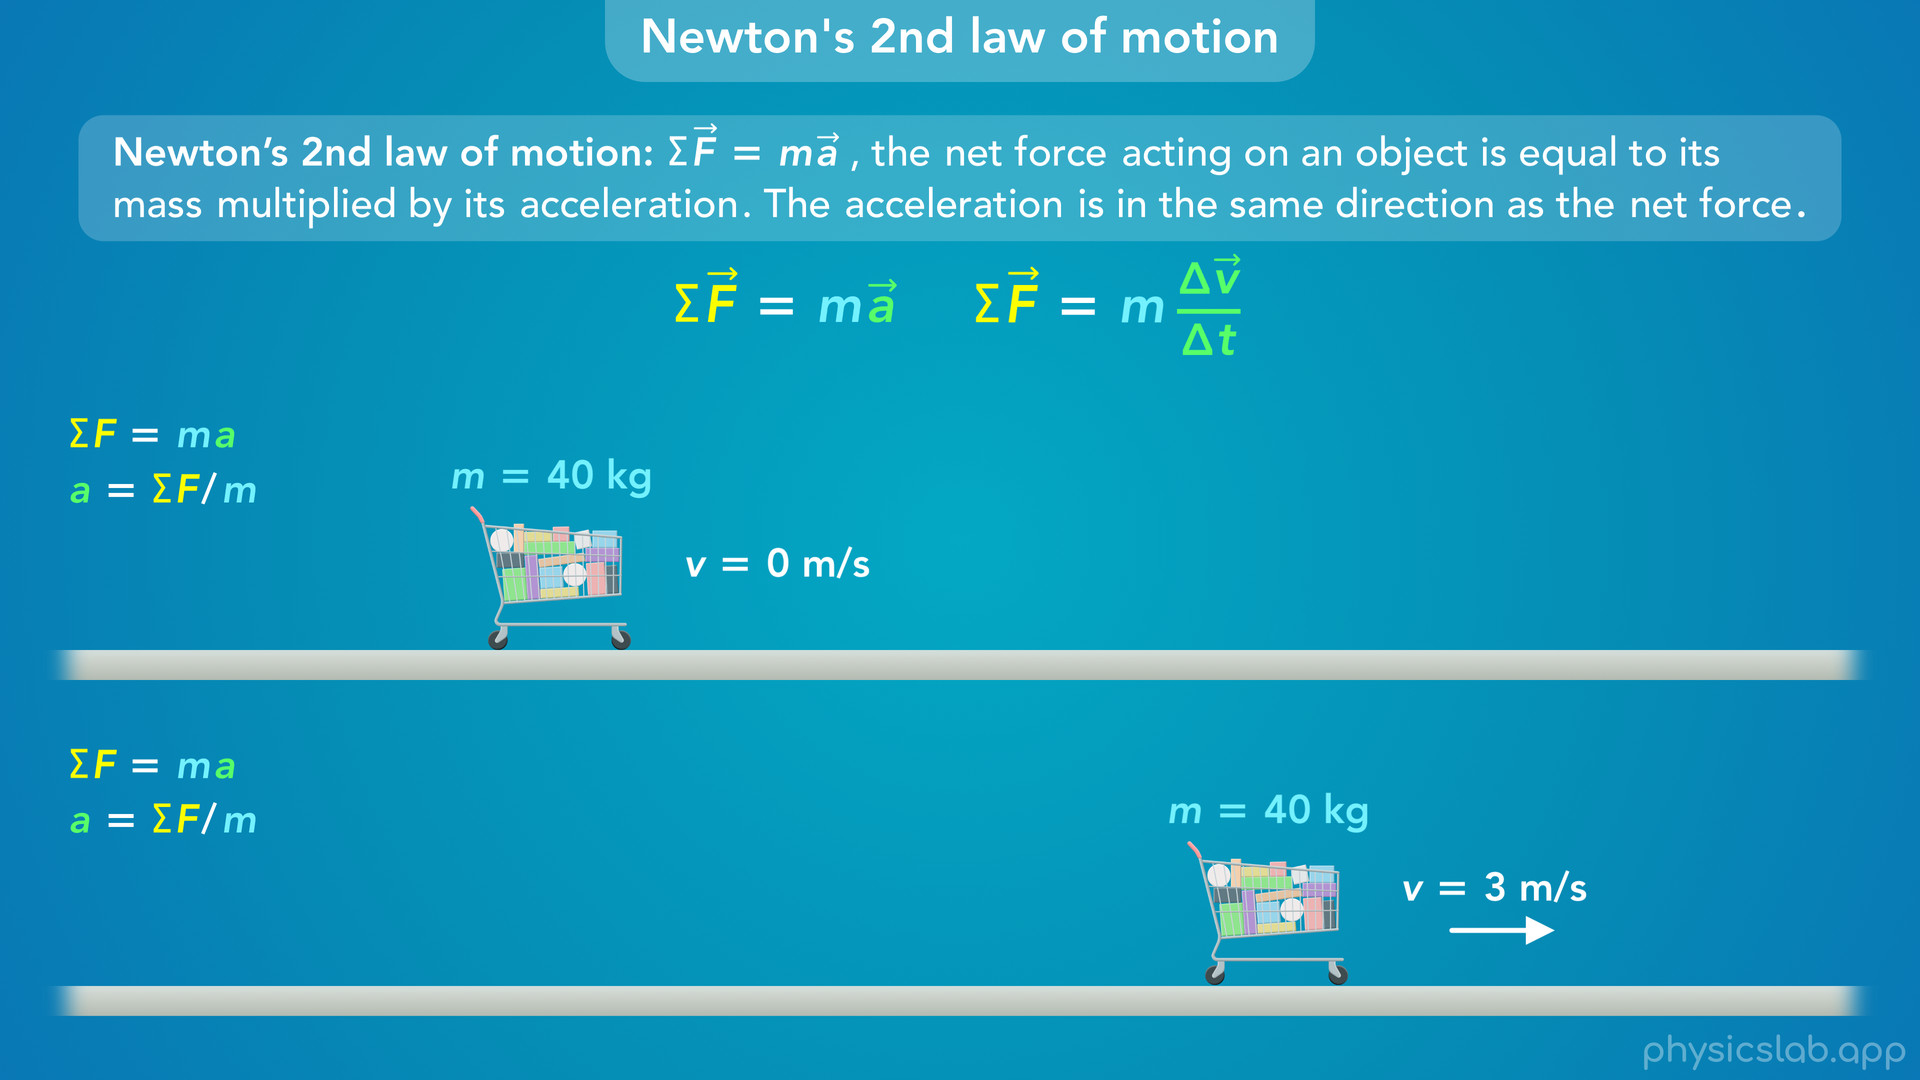 Newton's 2nd law of motion
Newton’s 2nd law of motion: ΣF⃗ = ma⃗ , the net force acting on an object is equal to its
mass multiplied by its acceleration. The acceleration is in the same direction as the net force.
ΣF⃗ = ma⃗ ΣF⃗ = m Δv⃗/Δt
ΣF = ma
a = ΣF/m
m = 40 kg
v = 0 m/s
ΣF = ma
a = ΣF/m
m = 40 kg
v = 3 m/s
physicslab.app